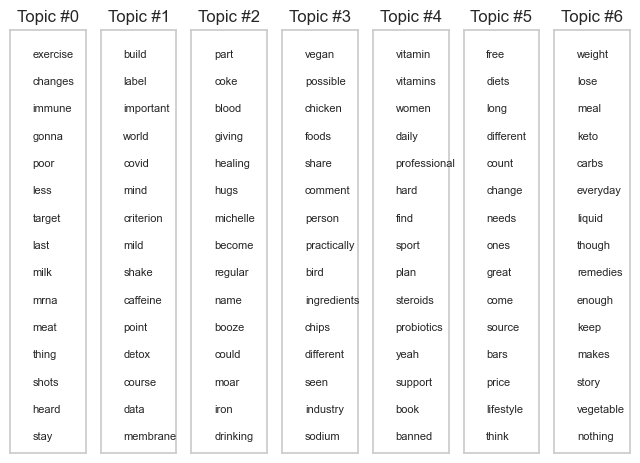 Topic #0 Topic #1 Topic #2 Topic #3 Topic #4 Topic #5 Topic #6
exercise build part vegan vitamin free weight
changes label coke possible vitamins diets lose
immune important blood chicken women long meal
gonna world giving foods daily different keto
poor covid healing share professional count carbs
less mind hugs comment hard change everyday
target criterion michelle person find needs liquid
last mild become practically sport ones though
milk shake regular bird plan great remedies
mrna caffeine name ingredients steroids come enough
meat point booze chips probiotics source keep
thing detox could different yeah bars makes
shots course moar seen support price story
heard data iron industry book lifestyle vegetable
stay membrane drinking sodium banned think nothing